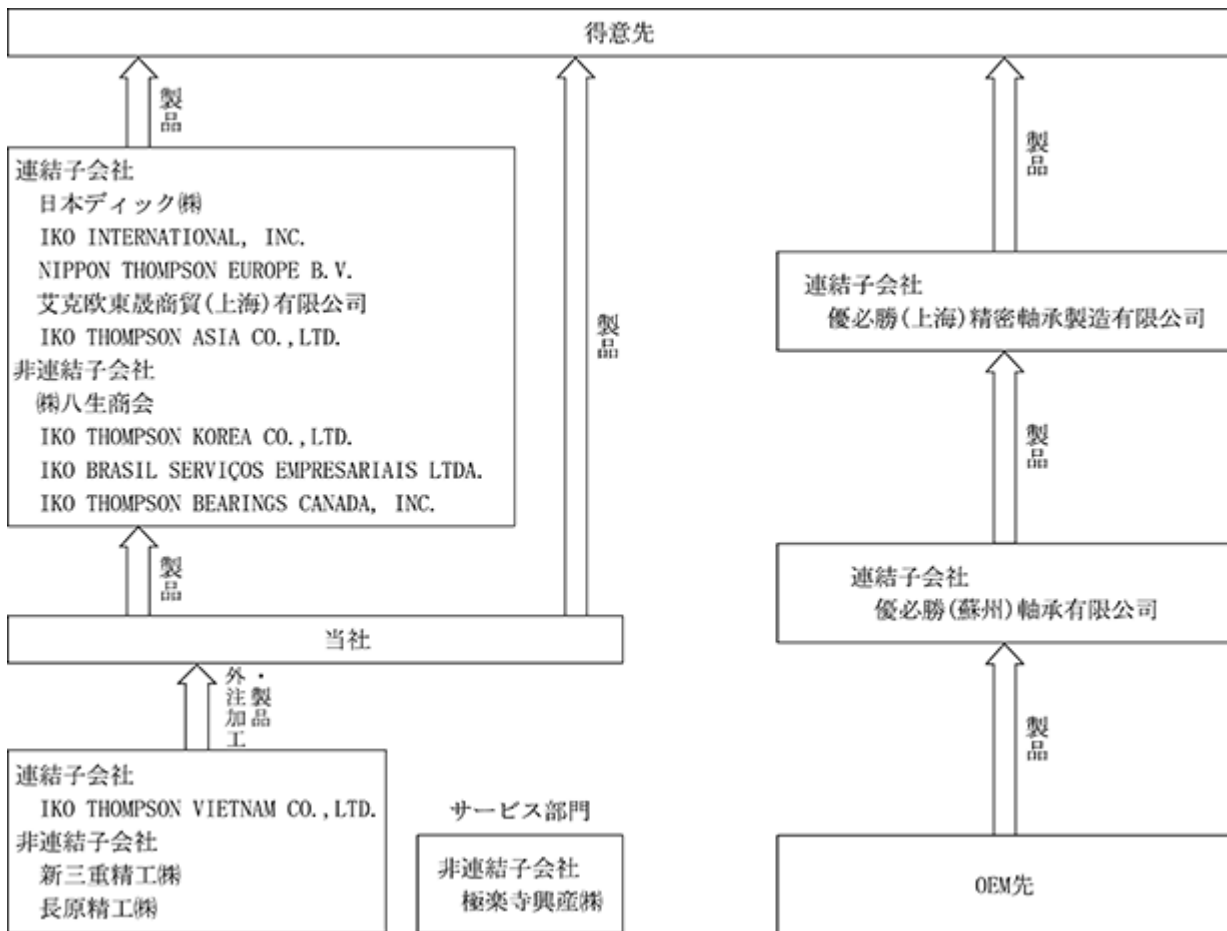 得意先
製品
連結子会社
日本ディック㈱
IKO INTERNATIONAL, INC.
NIPPON THOMPSON EUROPE B.V.
艾克欧東晟商貿(上海)有限公司
IKO THOMPSON ASIA CO.,LTD.
非連結子会社
㈱八生商会
IKO THOMPSON KOREA CO.,LTD.
IKO BRASIL SERVIÇOS EMPRESARIAIS LTDA.
IKO THOMPSON BEARINGS CANADA, INC.
製品
製品
当社
外注加工
・製品
連結子会社
IKO THOMPSON VIETNAM CO.,LTD.
非連結子会社
新三重精工㈱
長原精工㈱
サービス部門
非連結子会社
極楽寺興産㈱
製品
連結子会社
優必勝(上海)精密軸承製造有限公司
製品
連結子会社
優必勝(蘇州)軸承有限公司
製品
OEM先